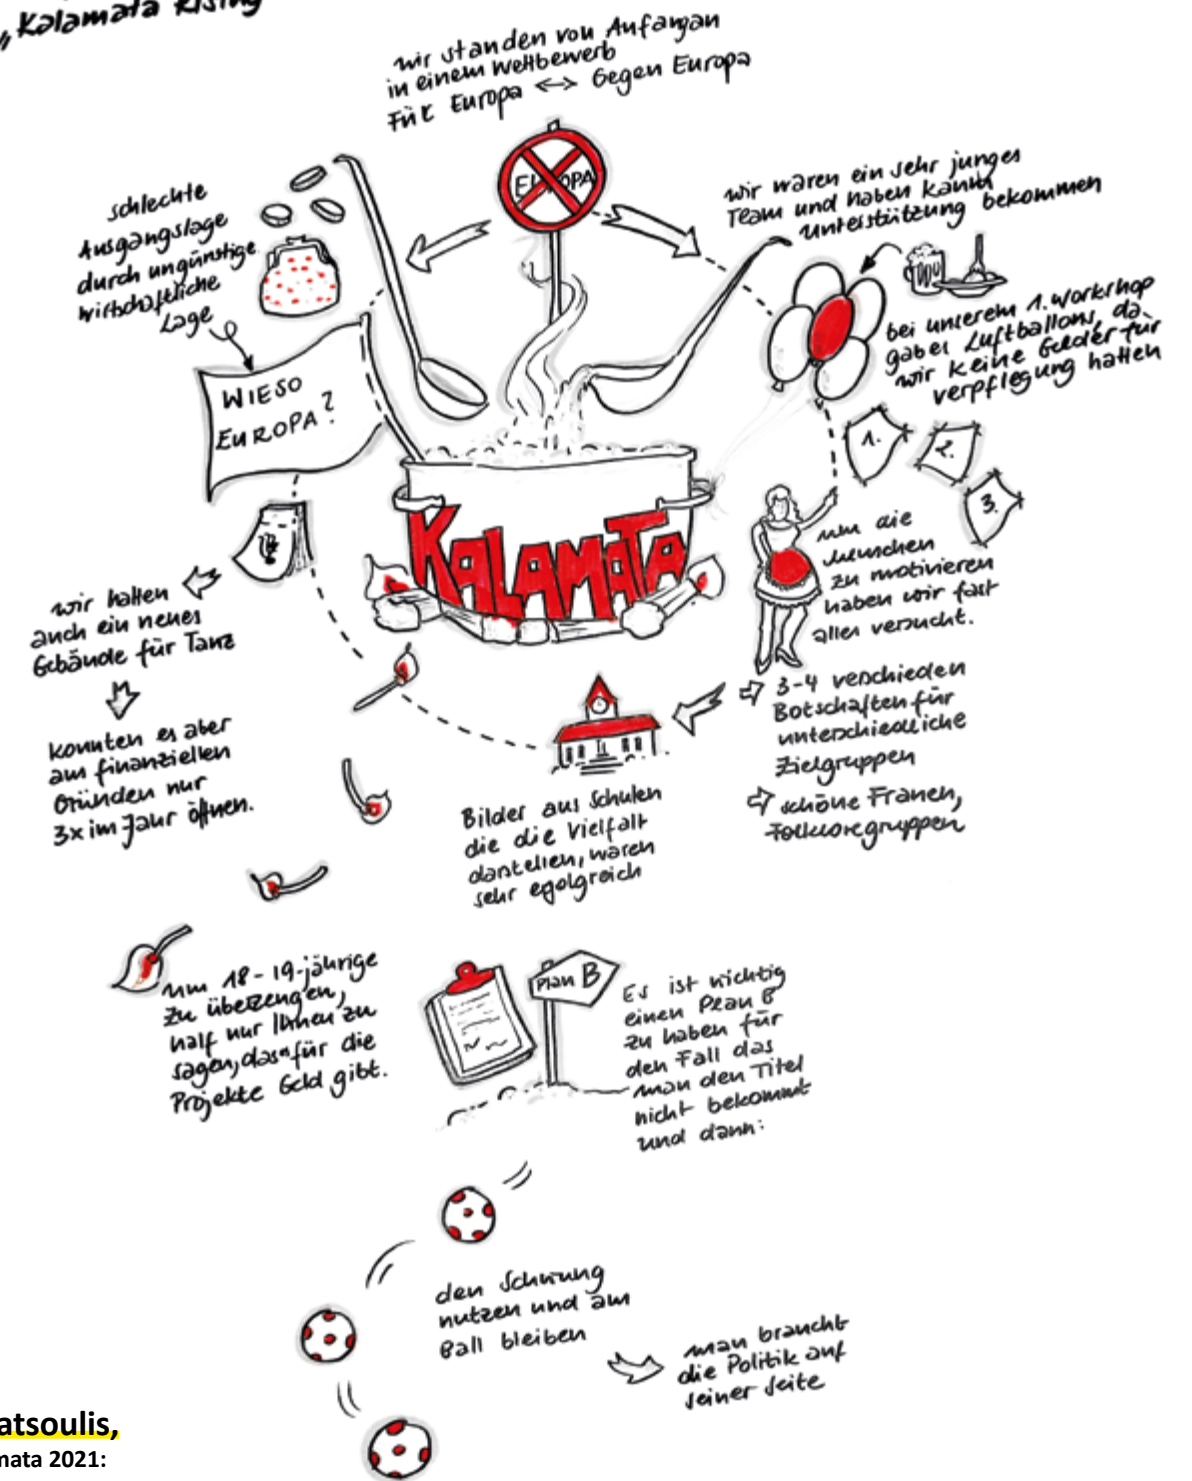 „Kalamata Rising
wir standen von Anfangan
in einem Wettbewerb
Für Europa <-> Gegen Europa
EUROPA
schlechte
Ausgangslage
durch ungünstige
wirtschaftliche
Lage
WIESO
EUROPA?
wir waren ein sehr junges
Team und haben kaum
unterstützung bekommen
bei unserem 1. Workshop
gab es Luftballons, da
wir keine Gelder für
verpflegung hatten
1.
2.
3.
KALAMATA
um die
Menschen
zu motivieren
haben wir fast
alles versucht.
3-4 verschieden
Botschaften für
unterschiedliche
Zielgruppen
schöne Frauen,
Folkloregruppen
wir hatten
auch ein neues
Gebäude für Tanz
konnten es aber
aus finanziellen
Gründen nur
3x im Jahr öffnen.
Bilder aus Schulen
die die Vielfalt
darstellen, waren
sehr egolgreich
um 18-19-jährige
zu überzeugen,
half nur Ihnen zu
sagen, das es für die
Projekte Geld gibt.
Plan B
Es ist wichtig
einen Plan B
zu haben für
den Fall das
man den Titel
nicht bekommt
und dann:
den Schwung
nutzen und am
Ball bleiben
man braucht
die Politik auf
seiner Seite
atsoulis,
mata 2021: